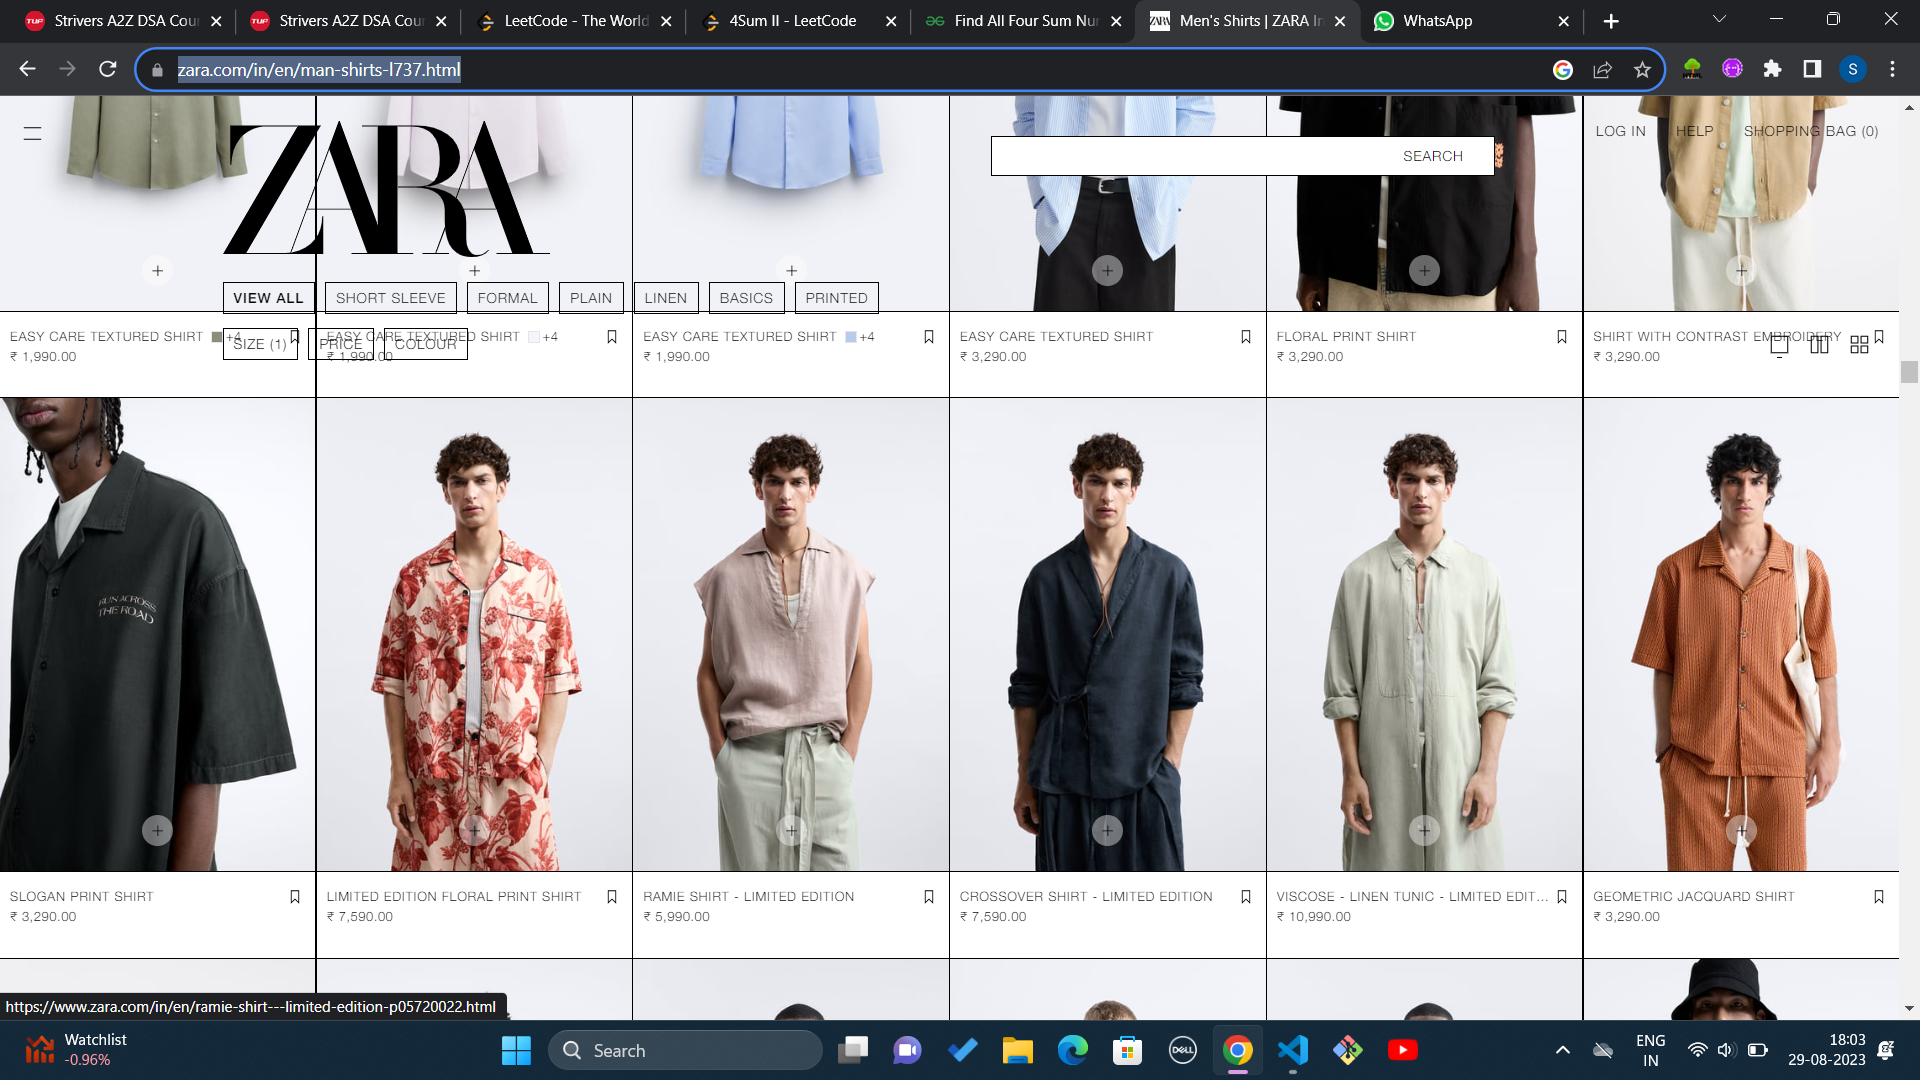 Strivers A2Z DSA Cour
Strivers A2Z DSA Cour
LeetCode - The World
4Sum II - LeetCode
Find All Four Sum Nur
Men's Shirts | ZARA In
WhatsApp
zara.com/in/en/man-shirts-l737.html
S
ZARA
SEARCH
LOG IN
HELP
SHOPPING BAG (0)
VIEW ALL
SHORT SLEEVE
FORMAL
PLAIN
LINEN
BASICS
PRINTED
SIZE (1)
PRICE
COLOUR
EASY CARE TEXTURED SHIRT +4
₹ 1,990.00
EASY CARE TEXTURED SHIRT +4
₹ 1,990.00
EASY CARE TEXTURED SHIRT +4
₹ 1,990.00
EASY CARE TEXTURED SHIRT
₹ 3,290.00
FLORAL PRINT SHIRT
₹ 3,290.00
SHIRT WITH CONTRAST EMBROIDERY
₹ 3,290.00
RUN ACROSS
THE ROAD
SLOGAN PRINT SHIRT
₹ 3,290.00
LIMITED EDITION FLORAL PRINT SHIRT
₹ 7,590.00
RAMIE SHIRT - LIMITED EDITION
₹ 5,990.00
CROSSOVER SHIRT - LIMITED EDITION
₹ 7,590.00
VISCOSE - LINEN TUNIC - LIMITED EDIT...
₹ 10,990.00
GEOMETRIC JACQUARD SHIRT
₹ 3,290.00
https://www.zara.com/in/en/ramie-shirt---limited-edition-p05720022.html
Watchlist
-0.96%
Search
DELL
ENG
IN
18:03
29-08-2023